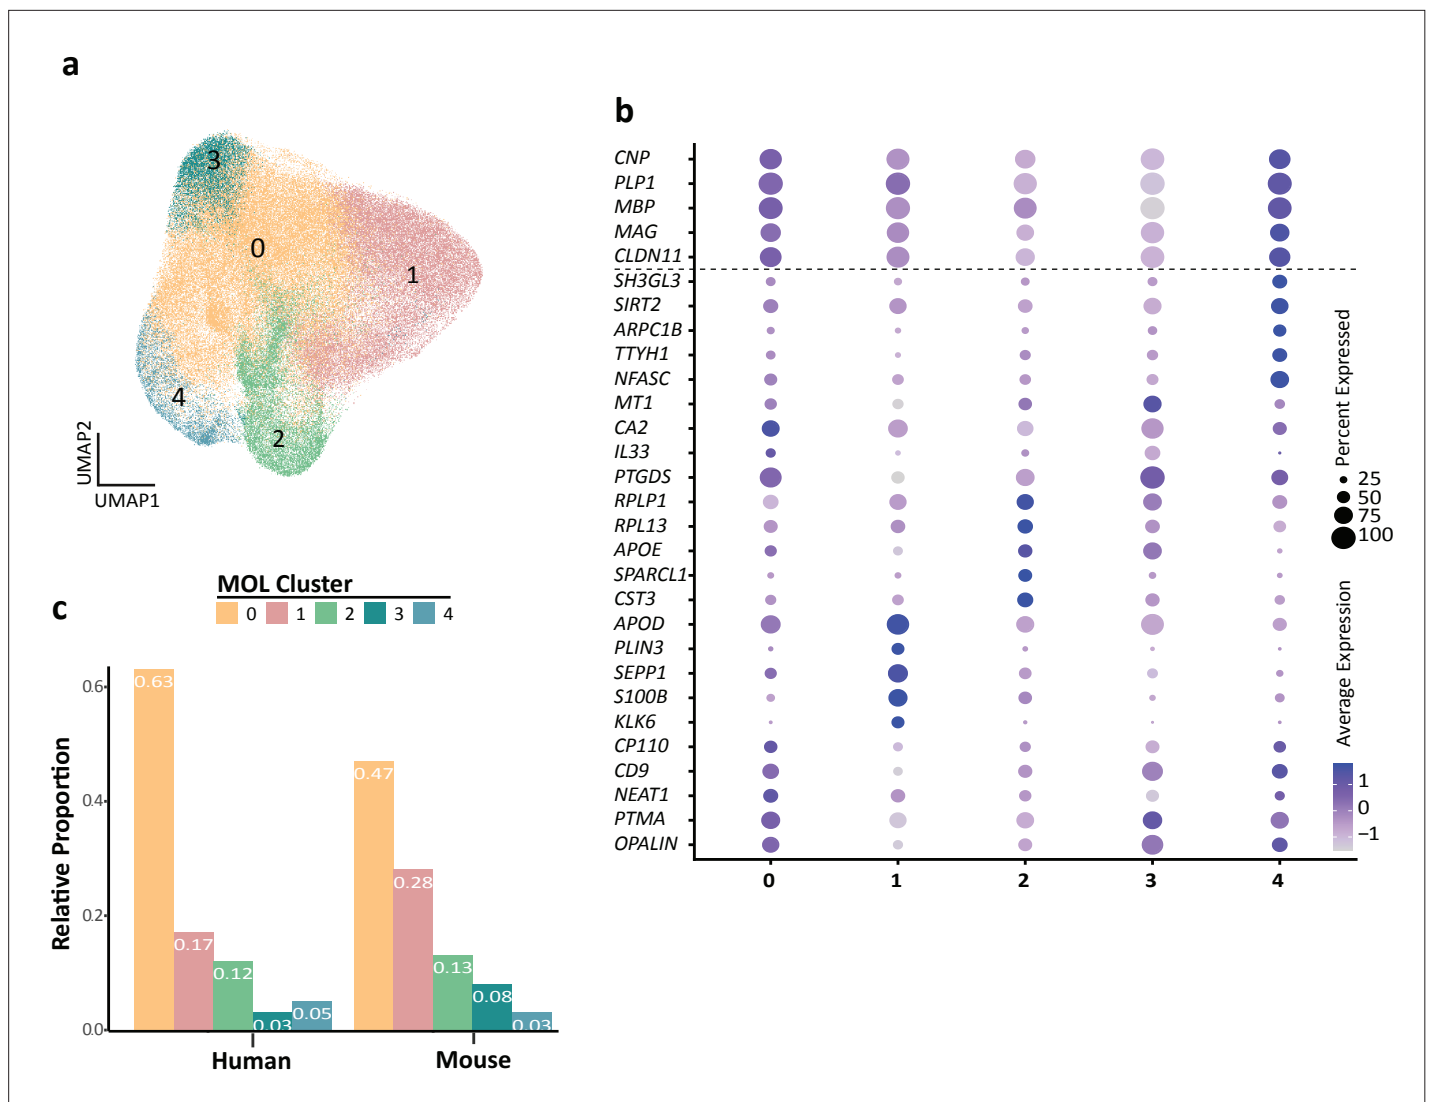 a
3
0
1
4
2
UMAP2
UMAP1
b
CNP
PLP1
MBP
MAG
CLDN11
SH3GL3
SIRT2
ARPC1B
TTYH1
NFASC
MT1
CA2
IL33
PTGDS
RPLP1
RPL13
APOE
SPARCL1
CST3
APOD
PLIN3
SEPP1
S100B
KLK6
CP110
CD9
NEAT1
PTMA
OPALIN
0 1 2 3 4
Percent Expressed
25
50
75
100
Average Expression
1
0
−1
c
MOL Cluster
0 1 2 3 4
Relative Proportion
0.6
0.4
0.2
0.0
0.63
0.17
0.12
0.03
0.05
0.47
0.28
0.13
0.08
0.03
Human Mouse